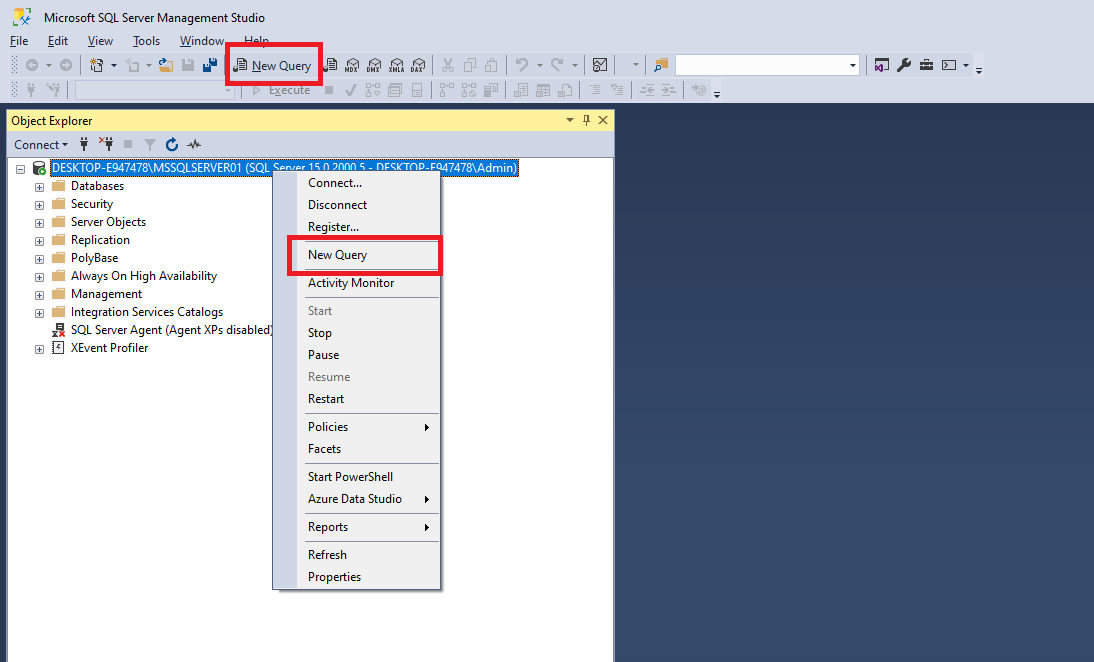 Microsoft SQL Server Management Studio
File Edit View Tools Window Help
New Query MDX DMX XMLA DAX
Execute
Object Explorer
Connect
DESKTOP-E947478\MSSQLSERVER01 (SQL Server 15.0.2000.5 - DESKTOP-E947478\Admin)
Databases
Security
Server Objects
Replication
PolyBase
Always On High Availability
Management
Integration Services Catalogs
SQL Server Agent (Agent XPs disabled)
XEvent Profiler
Connect...
Disconnect
Register...
New Query
Activity Monitor
Start
Stop
Pause
Resume
Restart
Policies
Facets
Start PowerShell
Azure Data Studio
Reports
Refresh
Properties